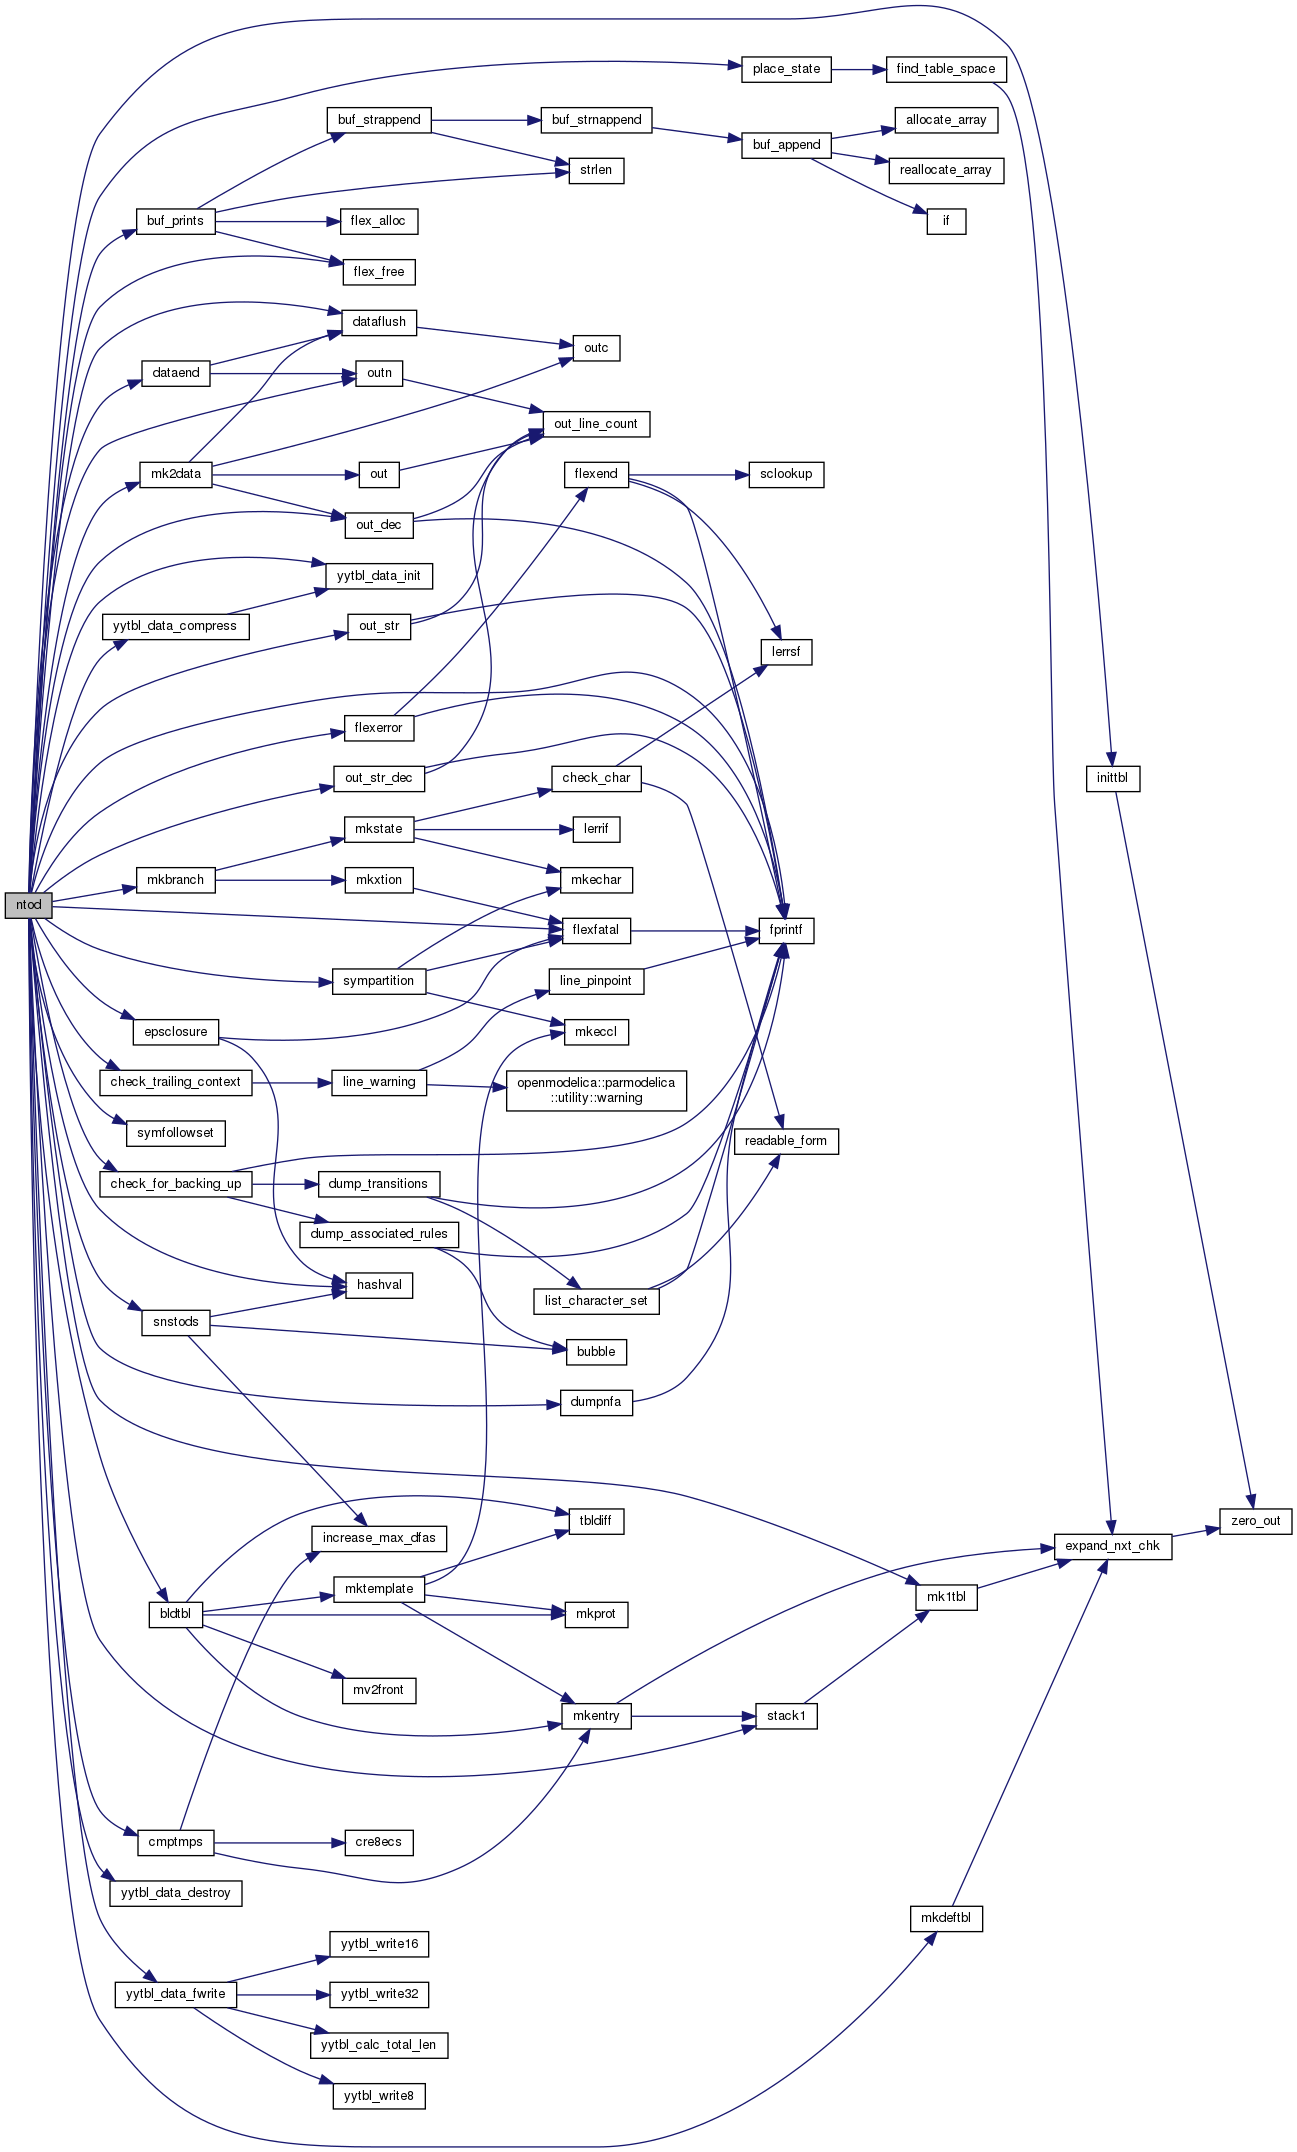 place_state
find_table_space
buf_strappend
buf_strnappend
allocate_array
buf_append
strlen
reallocate_array
buf_prints
flex_alloc
if
flex_free
dataflush
outc
dataend
outn
out_line_count
mk2data
out
flexend
sclookup
out_dec
yytbl_data_init
yytbl_data_compress
out_str
lerrsf
flexerror
out_str_dec
check_char
inittbl
mkstate
lerrif
mkbranch
mkxtion
mkechar
ntod
flexfatal
fprintf
sympartition
line_pinpoint
epsclosure
mkeccl
check_trailing_context
line_warning
openmodelica::parmodelica
::utility::warning
symfollowset
readable_form
check_for_backing_up
dump_transitions
dump_associated_rules
hashval
list_character_set
snstods
bubble
dumpnfa
tbldiff
zero_out
increase_max_dfas
expand_nxt_chk
mktemplate
mk1tbl
bldtbl
mkprot
mv2front
mkentry
stack1
cmptmps
cre8ecs
yytbl_data_destroy
mkdeftbl
yytbl_write16
yytbl_data_fwrite
yytbl_write32
yytbl_calc_total_len
yytbl_write8